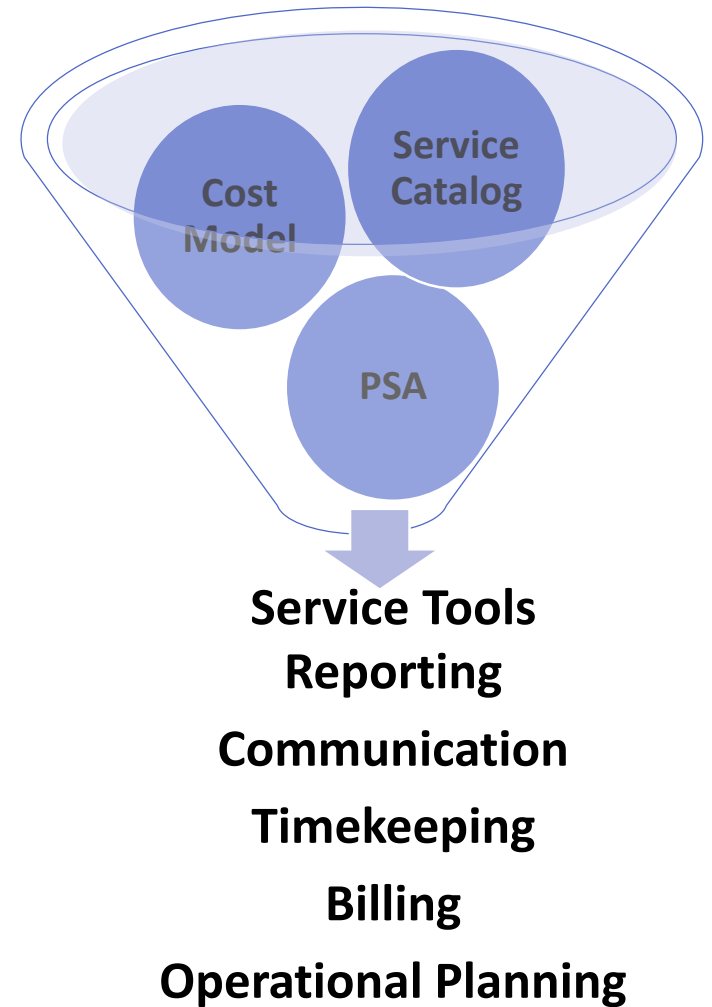 Service
Catalog
Cost
Model
PSA
Service Tools
Reporting
Communication
Timekeeping
Billing
Operational Planning